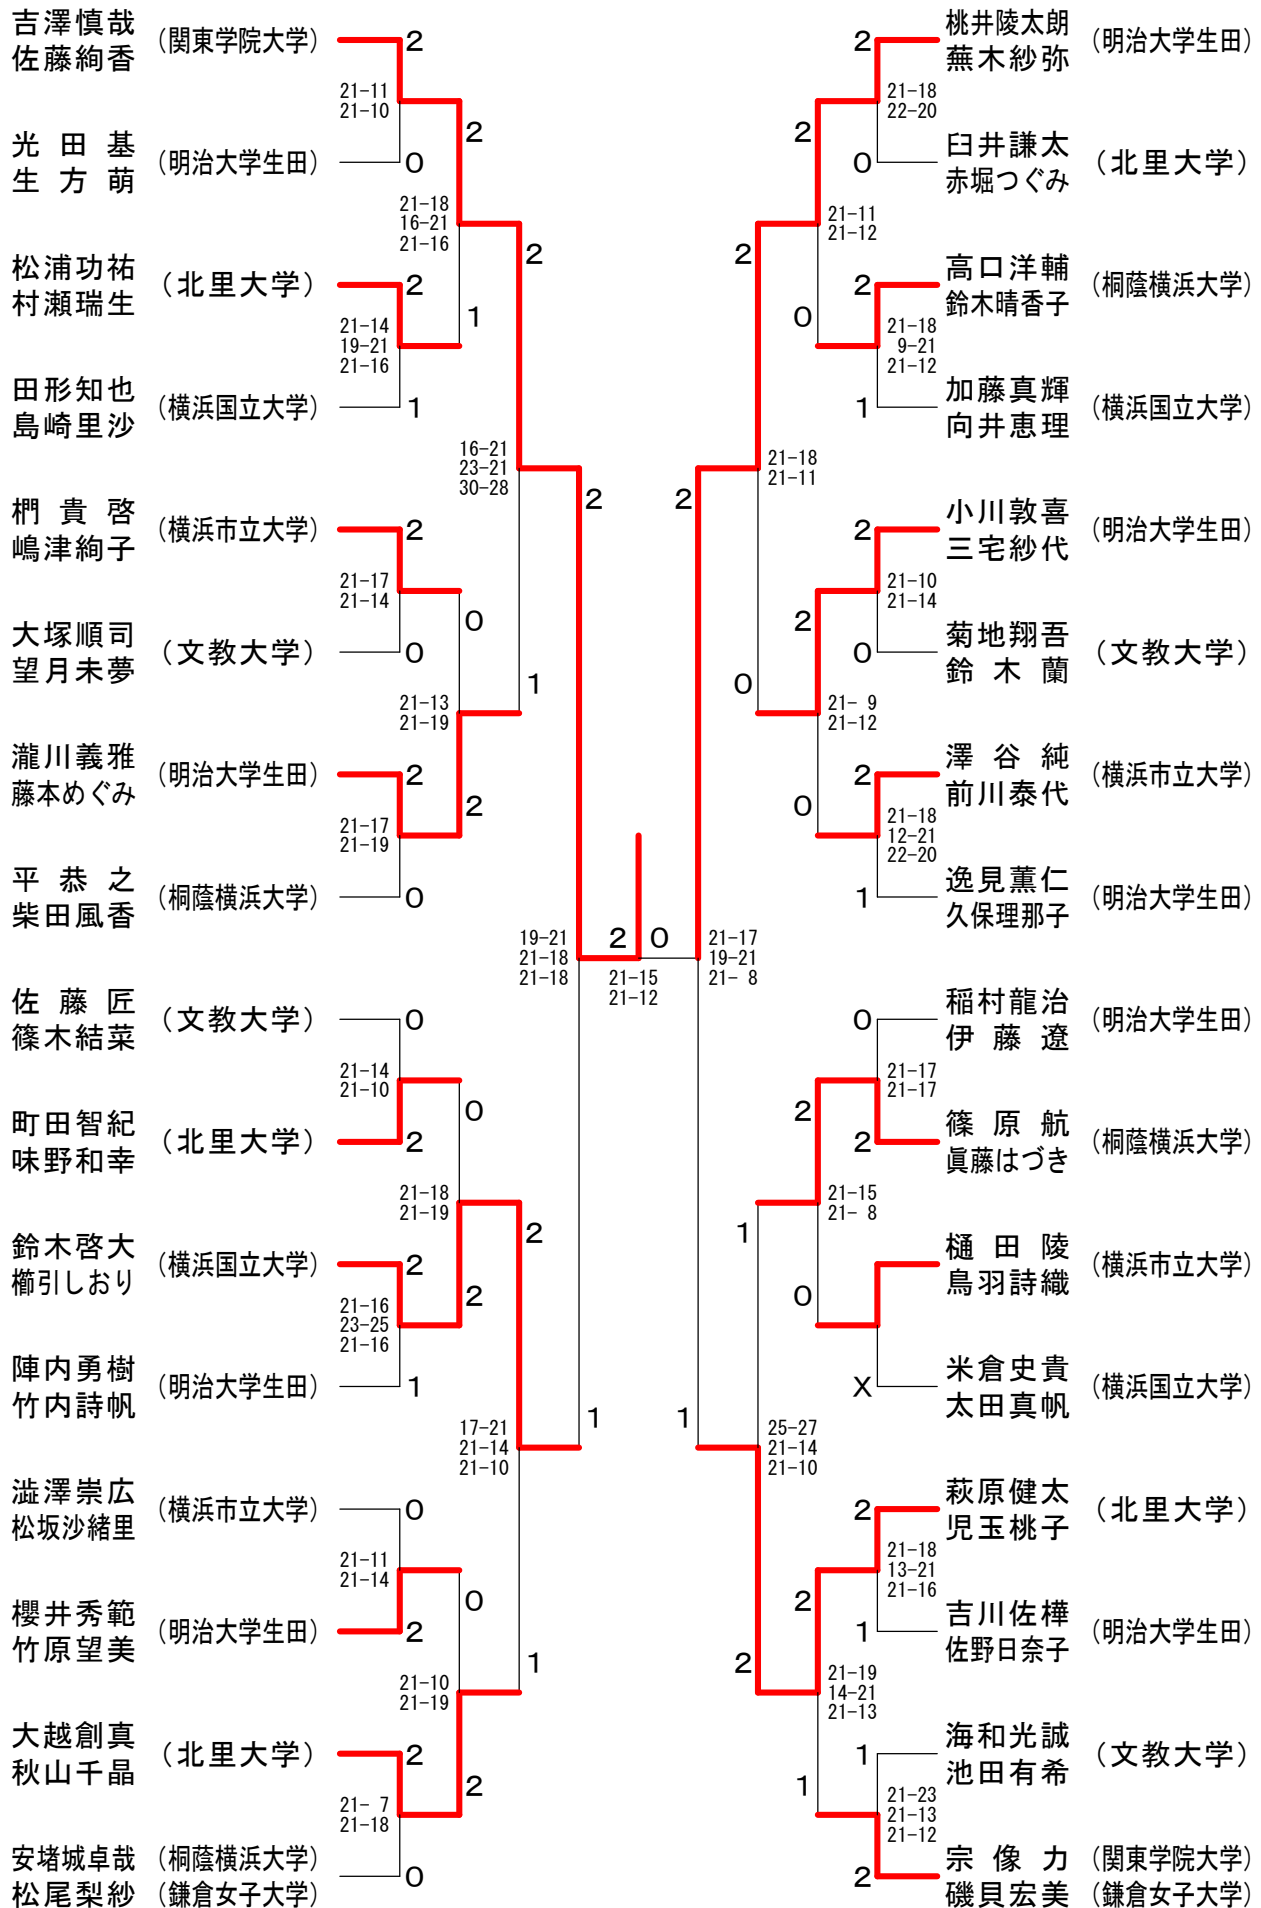 吉澤慎哉
佐藤絢香
(関東学院大学)
2
21-11
21-10
光田基
生方萌
(明治大学生田)
0
2
21-18
16-21
21-16
松浦功祐
村瀬瑞生
(北里大学)
2
21-14
19-21
21-16
1
田形知也
島崎里沙
(横浜国立大学)
1
2
16-21
23-21
30-28
椚貴啓
嶋津絢子
(横浜市立大学)
2
21-17
21-14
0
大塚順司
望月未夢
(文教大学)
0
21-13
21-19
1
瀧川義雅
藤本めぐみ
(明治大学生田)
2
21-17
21-19
2
平恭之
柴田風香
(桐蔭横浜大学)
0
2
19-21
21-18
21-18
佐藤匠
篠木結菜
(文教大学)
0
21-14
21-10
0
町田智紀
味野和幸
(北里大学)
2
21-18
21-19
2
鈴木啓大
櫛引しおり
(横浜国立大学)
2
21-16
23-25
21-16
2
陣内勇樹
竹内詩帆
(明治大学生田)
1
17-21
21-14
21-10
1
澁澤崇広
松坂沙緒里
(横浜市立大学)
0
21-11
21-14
0
櫻井秀範
竹原望美
(明治大学生田)
2
21-10
21-19
1
大越創真
秋山千晶
(北里大学)
2
21- 7
21-18
2
安堵城卓哉
松尾梨紗
(桐蔭横浜大学)
(鎌倉女子大学)
0
2
0
21-15
21-12
桃井陵太朗
蕪木紗弥
(明治大学生田)
2
21-18
22-20
2
臼井謙太
赤堀つぐみ
(北里大学)
0
21-11
21-12
2
高口洋輔
鈴木晴香子
(桐蔭横浜大学)
2
21-18
9-21
21-12
0
加藤真輝
向井恵理
(横浜国立大学)
1
21-18
21-11
2
小川敦喜
三宅紗代
(明治大学生田)
2
21-10
21-14
2
菊地翔吾
鈴木蘭
(文教大学)
0
21- 9
21-12
0
澤谷純
前川泰代
(横浜市立大学)
2
21-18
12-21
22-20
0
逸見薫仁
久保理那子
(明治大学生田)
1
21-17
19-21
21- 8
稲村龍治
伊藤遼
(明治大学生田)
0
21-17
21-17
2
篠原航
眞藤はづき
(桐蔭横浜大学)
2
21-15
21- 8
1
樋田陵
鳥羽詩織
(横浜市立大学)
0
米倉史貴
太田真帆
(横浜国立大学)
X
1
25-27
21-14
21-10
萩原健太
児玉桃子
(北里大学)
2
21-18
13-21
21-16
2
吉川佐樺
佐野日奈子
(明治大学生田)
1
2
21-19
14-21
21-13
海和光誠
池田有希
(文教大学)
1
21-23
21-13
21-12
1
宗像力
磯貝宏美
(関東学院大学)
(鎌倉女子大学)
2